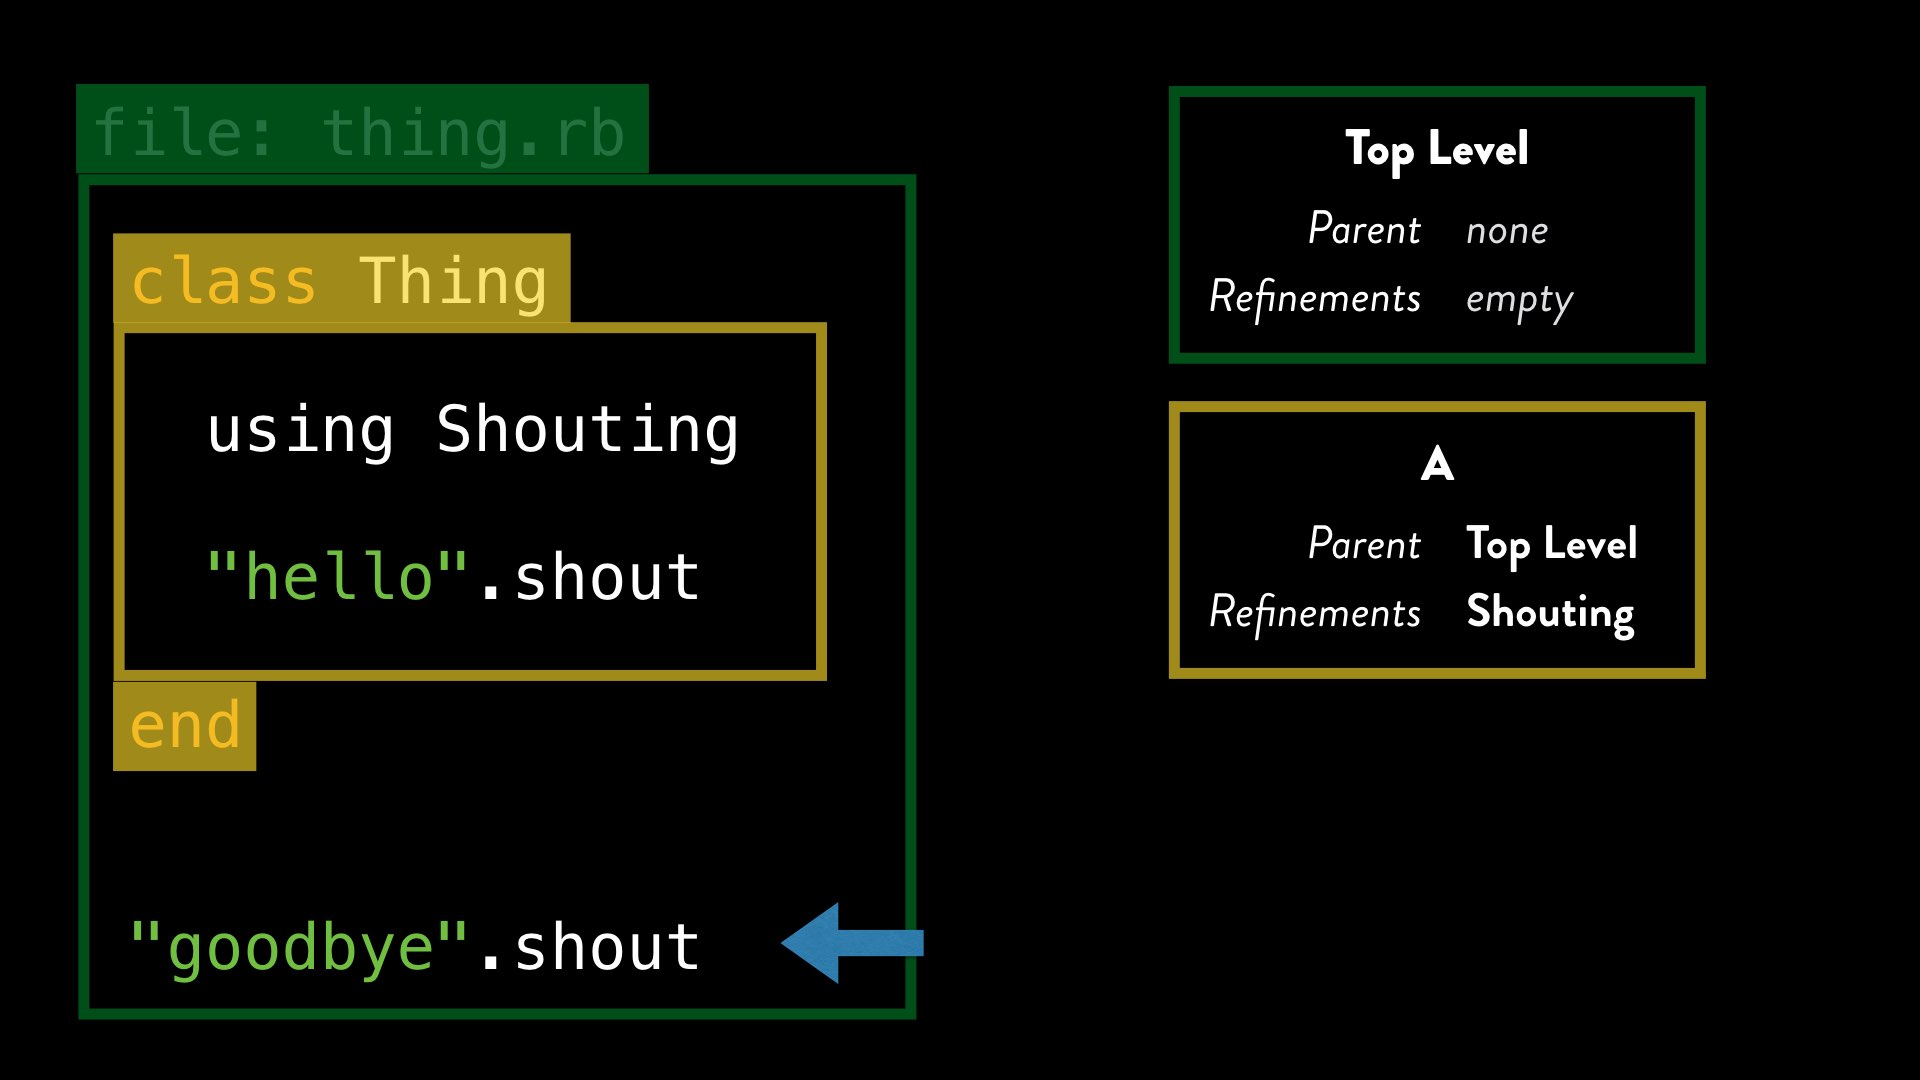 file: thing.rb
class Thing
using Shouting
"hello".shout
end
"goodbye".shout
Top Level
Parent none
Refinements empty
A
Parent Top Level
Refinements Shouting